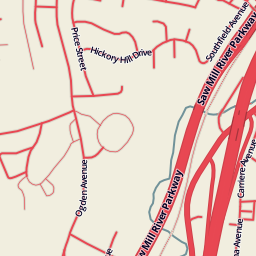 Price Street
Hickory Hill Drive
Southfield Avenue
Saw Mill River Parkway
Ogden Avenue
Saw Mill River Parkway
Carriere Avenue
Avenue